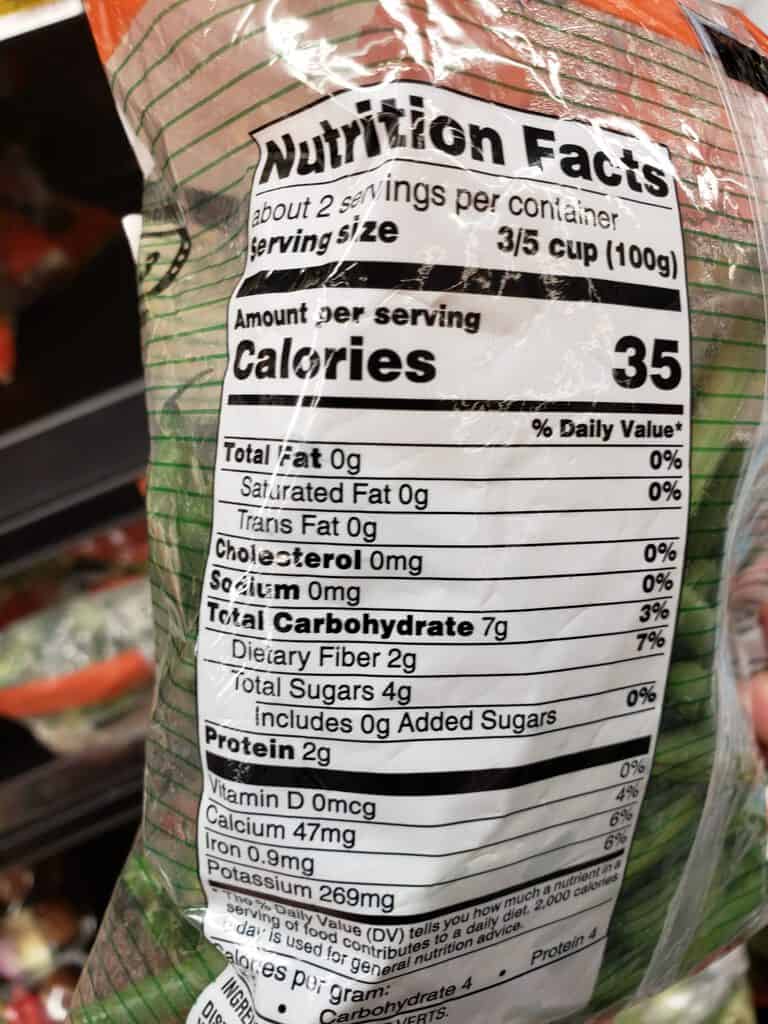 Nutrition Facts
about 2 servings per container
Serving size 3/5 cup (100g)
Amount per serving
Calories 35
% Daily Value*
Total Fat 0g 0%
Saturated Fat 0g 0%
Trans Fat 0g
Cholesterol 0mg 0%
Sodium 0mg 0%
Total Carbohydrate 7g 3%
Dietary Fiber 2g 7%
Total Sugars 4g
Includes 0g Added Sugars 0%
Protein 2g
Vitamin D 0mcg 0%
Calcium 47mg 4%
Iron 0.9mg 6%
Potassium 269mg 6%
* The % Daily Value (DV) tells you how much a nutrient in a
serving of food contributes to a daily diet. 2,000 calories
a day is used for general nutrition advice.
Calories per gram:
• Carbohydrate 4 • Protein 4